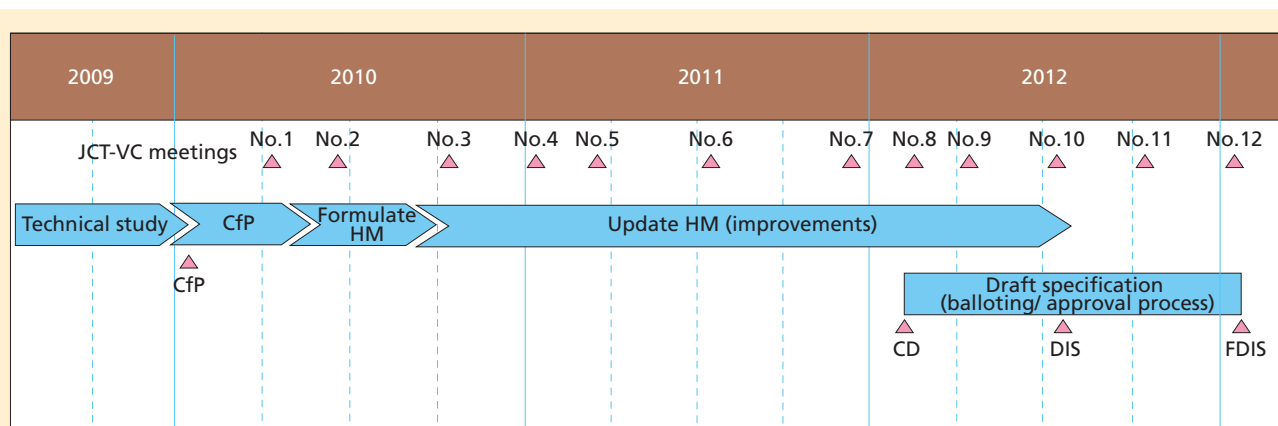 2009
2010
2011
2012
JCT-VC meetings
No.1
No.2
No.3
No.4
No.5
No.6
No.7
No.8
No.9
No.10
No.11
No.12
Technical study
CfP
Formulate
HM
Update HM (improvements)
CfP
Draft specification
(balloting/ approval process)
CD
DIS
FDIS